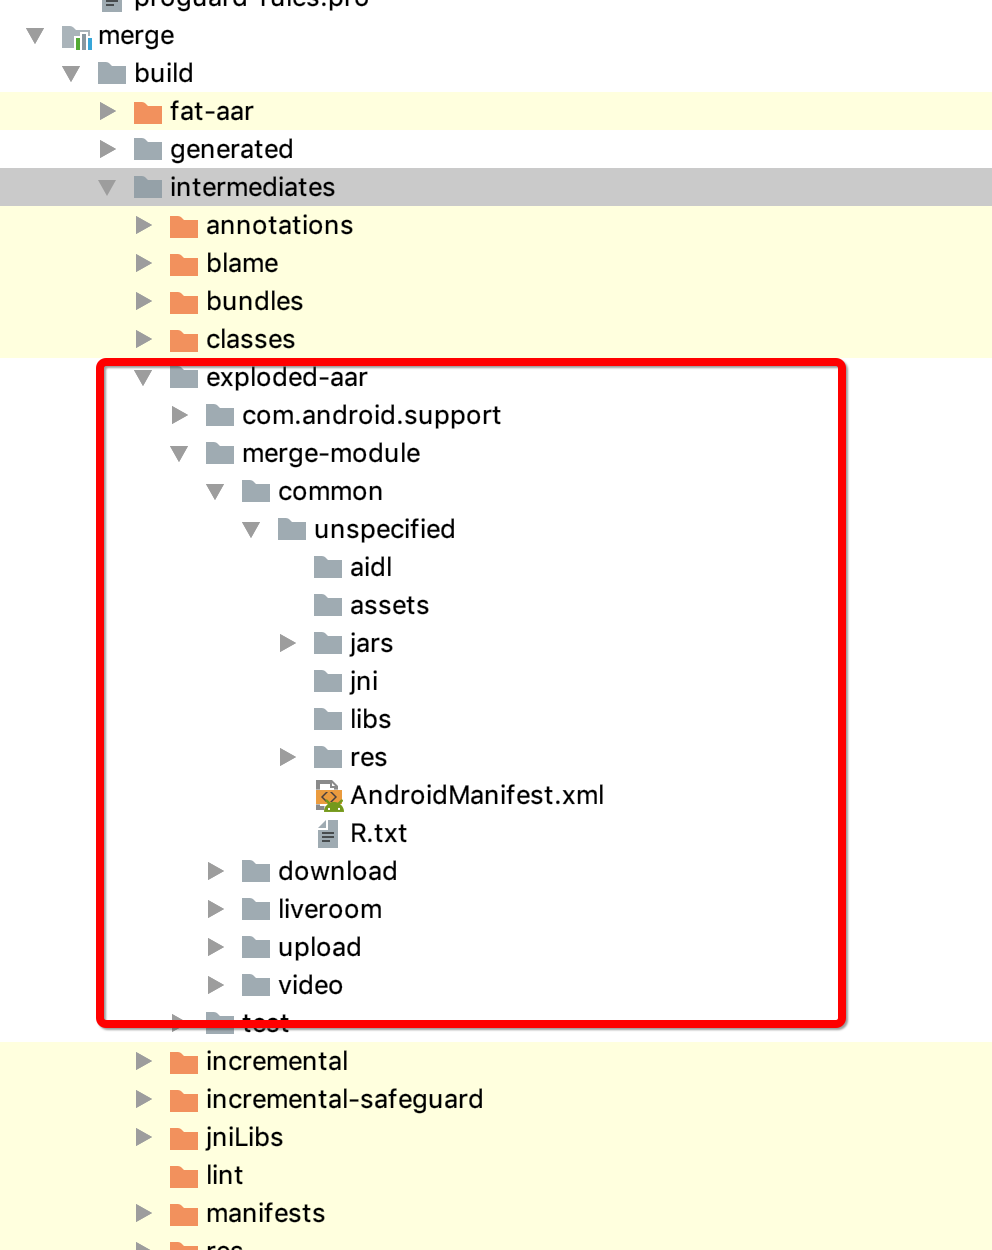 proguard-rules.pro
merge
build
fat-aar
generated
intermediates
annotations
blame
bundles
classes
exploded-aar
com.android.support
merge-module
common
unspecified
aidl
assets
jars
jni
libs
res
AndroidManifest.xml
R.txt
download
liveroom
upload
video
test
incremental
incremental-safeguard
jniLibs
lint
manifests
res